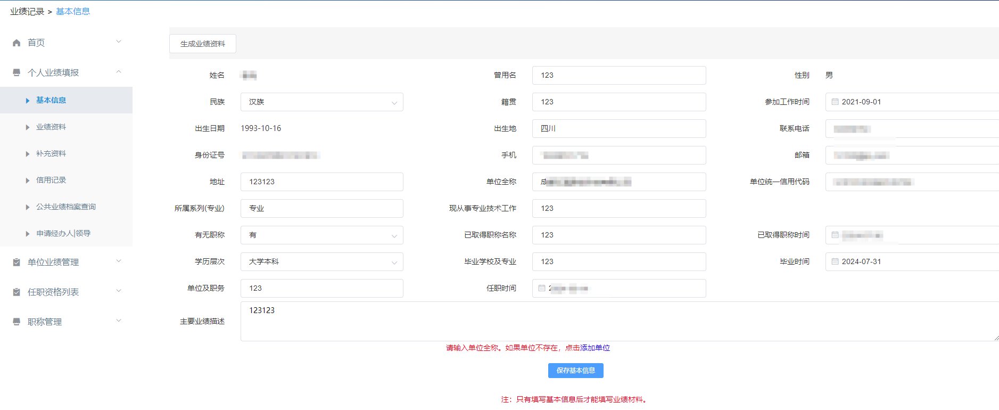 业绩记录 > 基本信息
首页
个人业绩填报
基本信息
业绩资料
补充资料
信用记录
公共业绩档案查询
申请经办人|领导
单位业绩管理
任职资格列表
职称管理
生成业绩资料
姓名 曾用名 123 性别 男
民族 汉族 籍贯 123 参加工作时间 2021-09-01
出生日期 1993-10-16 出生地 四川 联系电话
身份证号 手机 邮箱
地址 123123 单位全称 成 单位统一信用代码
所属系列(专业) 专业 现从事专业技术工作 123
有无职称 有 已取得职称名称 123 已取得职称时间
学历层次 大学本科 毕业学校及专业 123 毕业时间 2024-07-31
单位及职务 123 任职时间 2
主要业绩描述 123123
请输入单位全称。如果单位不存在，点击添加单位
保存基本信息
注：只有填写基本信息后才能填写业绩材料。